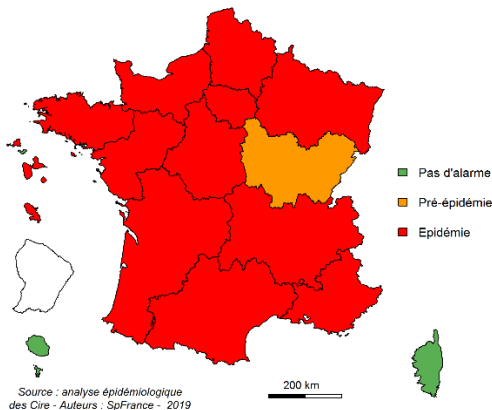 Pas d'alarme
Pré-épidémie
Epidémie
200 km
Source : analyse épidémiologique
des Cire - Auteurs : SpFrance - 2019